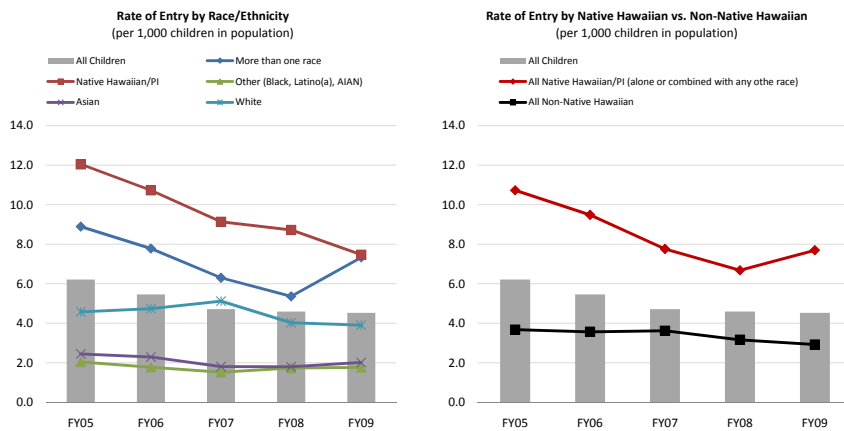 Rate of Entry by Race/Ethnicity
(per 1,000 children in population)
All Children
More than one race
Native Hawaiian/PI
Other (Black, Latino(a), AIAN)
Asian
White
14.0
12.0
10.0
8.0
6.0
4.0
2.0
0.0
FY05 FY06 FY07 FY08 FY09
Rate of Entry by Native Hawaiian vs. Non-Native Hawaiian
(per 1,000 children in population)
All Children
All Native Hawaiian/PI (alone or combined with any othe race)
All Non-Native Hawaiian
14.0
12.0
10.0
8.0
6.0
4.0
2.0
0.0
FY05 FY06 FY07 FY08 FY09